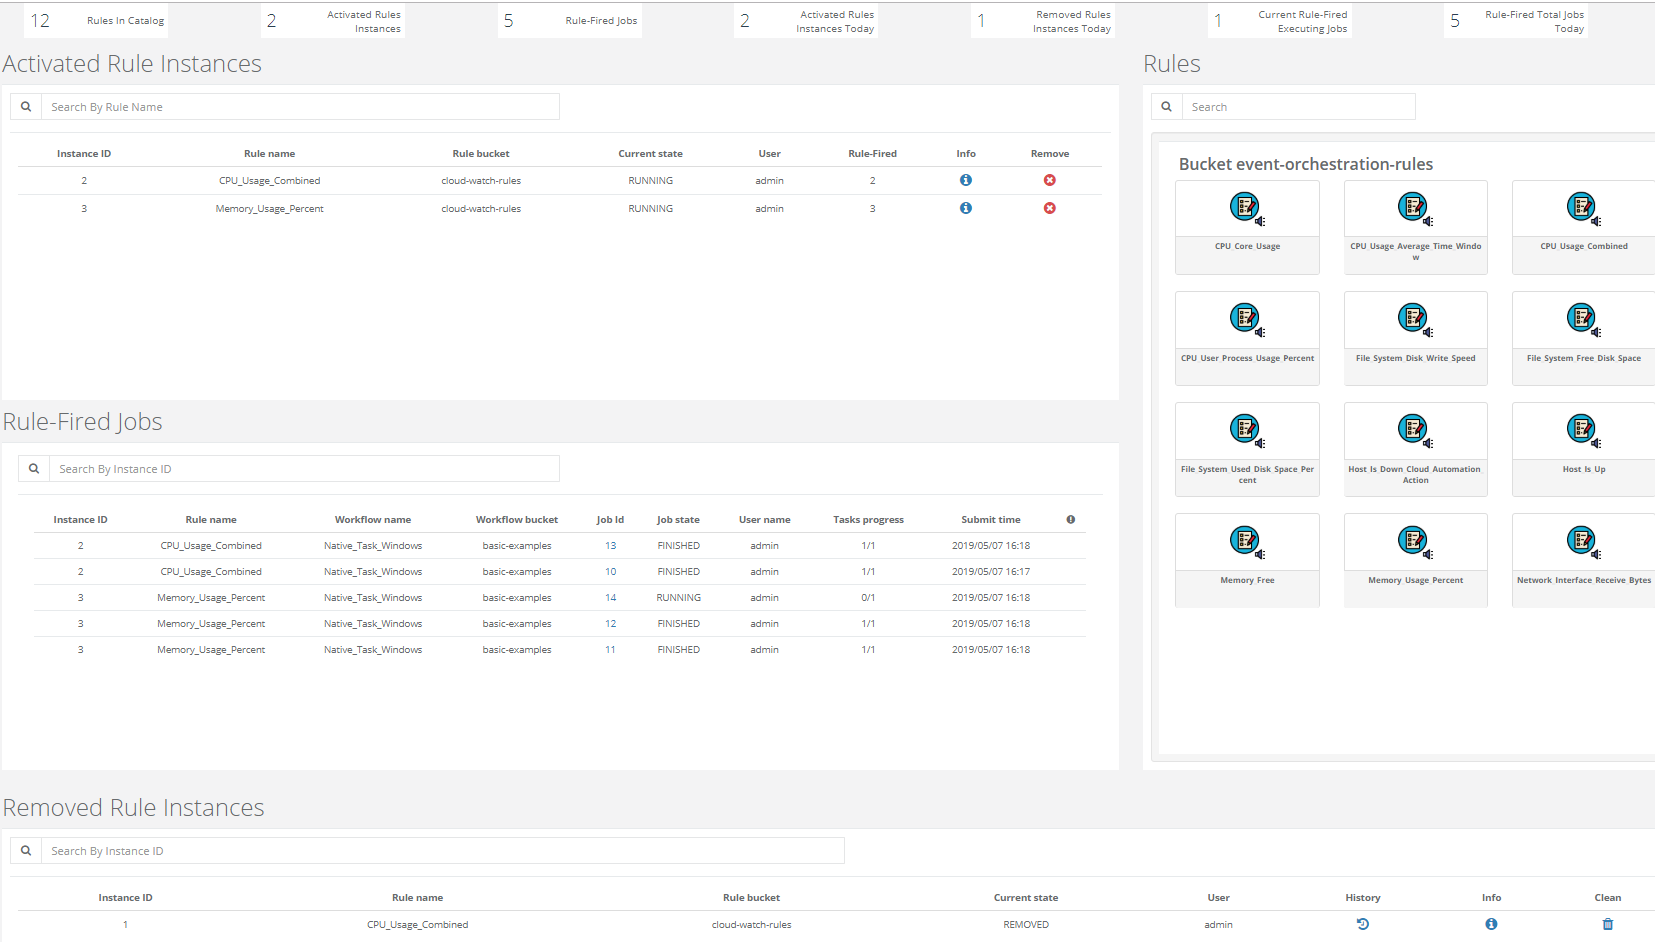 12 Rules In Catalog
2 Activated Rules
Instances
5 Rule-Fired Jobs
2 Activated Rules
Instances Today
1 Removed Rules
Instances Today
1 Current Rule-Fired
Executing Jobs
5 Rule-Fired Total Jobs
Today
Activated Rule Instances
Search By Rule Name
Instance ID Rule name Rule bucket Current state User Rule-Fired Info Remove
2 CPU_Usage_Combined cloud-watch-rules RUNNING admin 2
3 Memory_Usage_Percent cloud-watch-rules RUNNING admin 3
Rule-Fired Jobs
Search By Instance ID
Instance ID Rule name Workflow name Workflow bucket Job Id Job state User name Tasks progress Submit time
2 CPU_Usage_Combined Native_Task_Windows basic-examples 13 FINISHED admin 1/1 2019/05/07 16:18
2 CPU_Usage_Combined Native_Task_Windows basic-examples 10 FINISHED admin 1/1 2019/05/07 16:17
3 Memory_Usage_Percent Native_Task_Windows basic-examples 14 RUNNING admin 0/1 2019/05/07 16:18
3 Memory_Usage_Percent Native_Task_Windows basic-examples 12 FINISHED admin 1/1 2019/05/07 16:18
3 Memory_Usage_Percent Native_Task_Windows basic-examples 11 FINISHED admin 1/1 2019/05/07 16:18
Rules
Search
Bucket event-orchestration-rules
CPU Core Usage
CPU Usage Average Time Windo
w
CPU Usage Combined
CPU User Process Usage Percent
File System Disk Write Speed
File System Free Disk Space
File System Used Disk Space Per
cent
Host Is Down Cloud Automation
Action
Host Is Up
Memory Free
Memory Usage Percent
Network Interface Receive Bytes
Removed Rule Instances
Search By Instance ID
Instance ID Rule name Rule bucket Current state User History Info Clean
1 CPU_Usage_Combined cloud-watch-rules REMOVED admin